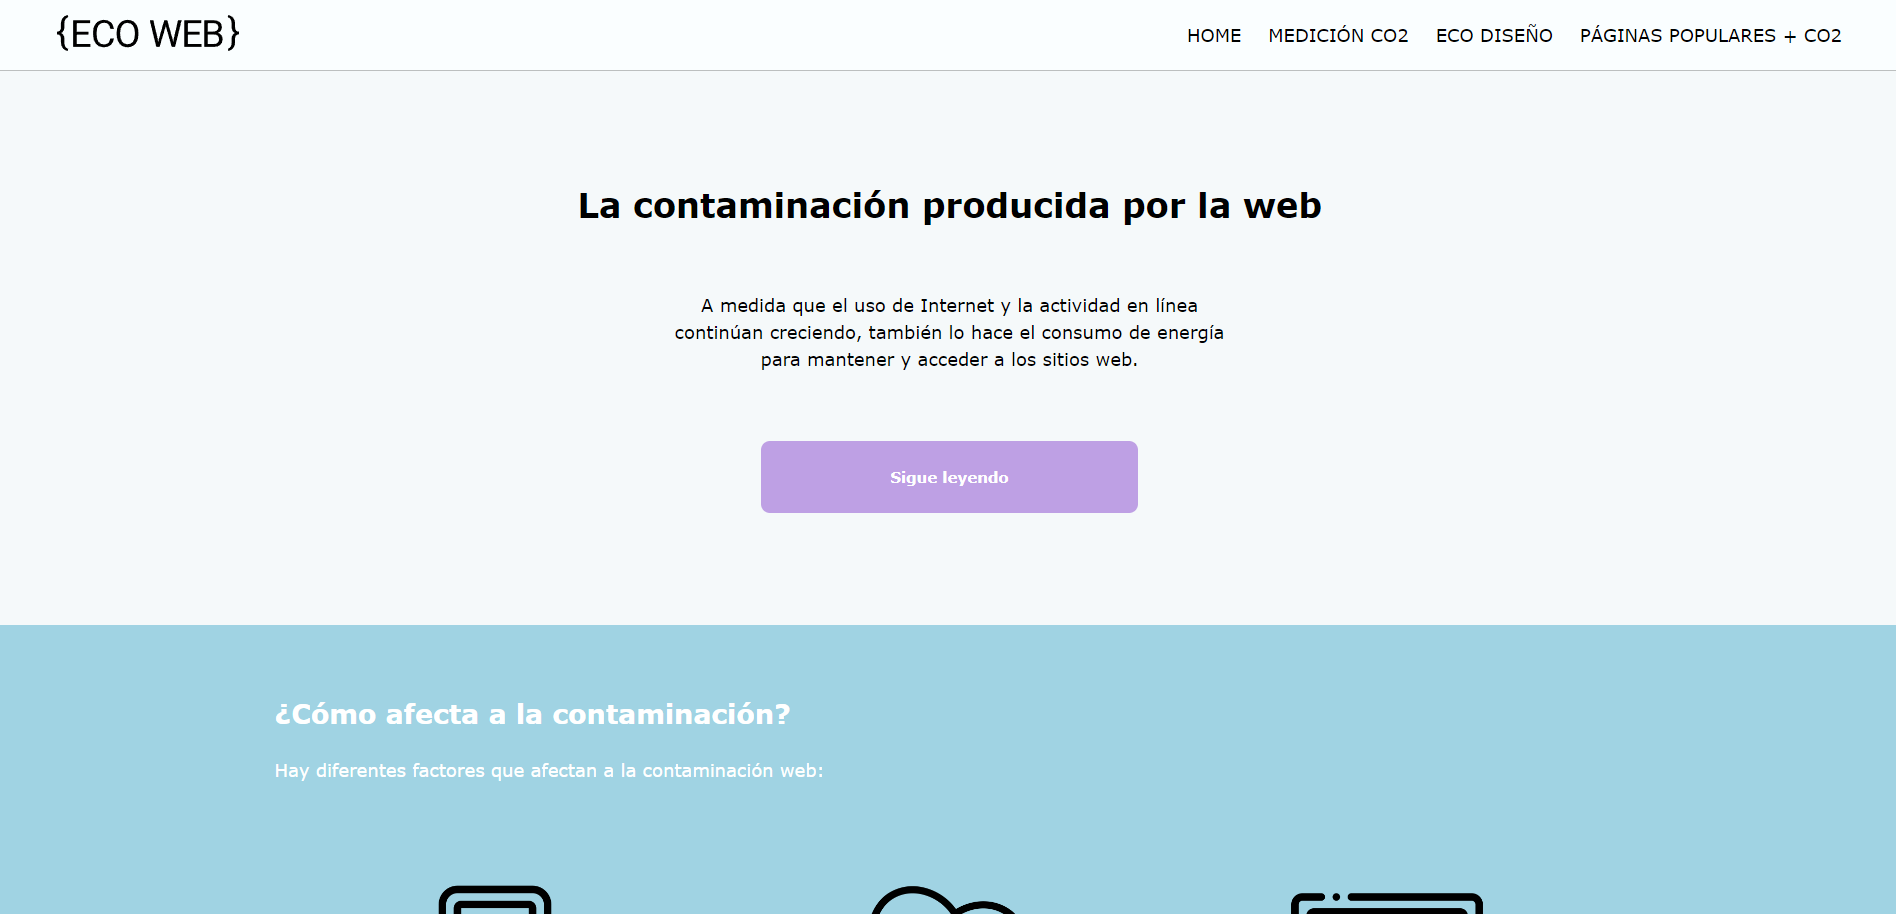 {ECO WEB}
HOME MEDICIÓN CO2 ECO DISEÑO PÁGINAS POPULARES + CO2
La contaminación producida por la web
A medida que el uso de Internet y la actividad en línea
continúan creciendo, también lo hace el consumo de energía
para mantener y acceder a los sitios web.
Sigue leyendo
¿Cómo afecta a la contaminación?
Hay diferentes factores que afectan a la contaminación web: